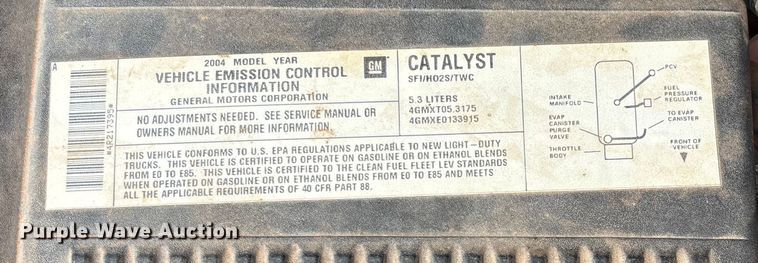 A
*4R217395*
2004 MODEL YEAR
VEHICLE EMISSION CONTROL
INFORMATION
GENERAL MOTORS CORPORATION
GM
NO ADJUSTMENTS NEEDED. SEE SERVICE MANUAL OR
OWNERS MANUAL FOR MORE INFORMATION.
CATALYST
SFI/HO2S/TWC
5.3 LITERS
4GMXT05.3175
4GMXE0133915
THIS VEHICLE CONFORMS TO U.S. EPA REGULATIONS APPLICABLE TO NEW LIGHT-DUTY
TRUCKS. THIS VEHICLE IS CERTIFIED TO OPERATE ON GASOLINE OR ON ETHANOL BLENDS
FROM E0 TO E85. THIS VEHICLE IS CERTIFIED TO THE CLEAN FUEL FLEET LEV STANDARDS
WHEN OPERATED ON GASOLINE OR ON ETHANOL BLENDS FROM E0 TO E85 AND MEETS
ALL THE APPLICABLE REQUIREMENTS OF 40 CFR PART 88.
PCV
FUEL
PRESSURE
REGULATOR
INTAKE
MANIFOLD
EVAP
CANISTER
PURGE
VALVE
TO EVAP
CANISTER
THROTTLE
BODY
FRONT OF
VEHICLE
Purple Wave Auction